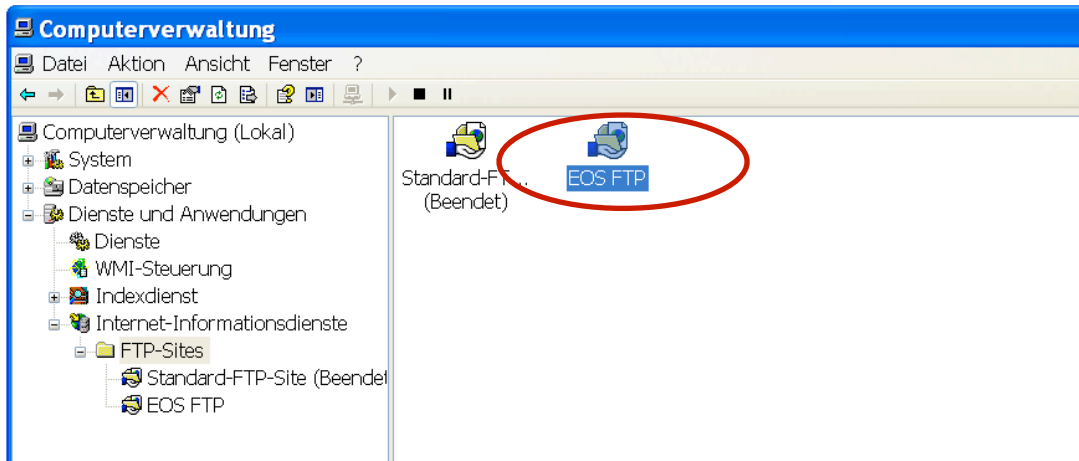 Computerverwaltung
Datei Aktion Ansicht Fenster ?
Computerverwaltung (Lokal)
System
Datenspeicher
Dienste und Anwendungen
Dienste
WMI-Steuerung
Indexdienst
Internet-Informationsdienste
FTP-Sites
Standard-FTP-Site (Beendet
EOS FTP
Standard-FT...
(Beendet)
EOS FTP